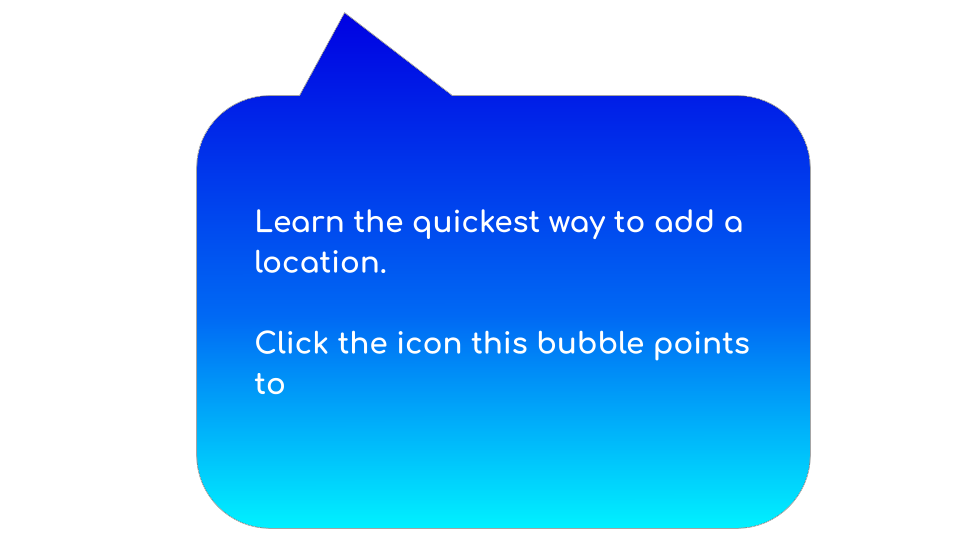 Learn the quickest way to add a
location.
Click the icon this bubble points
to